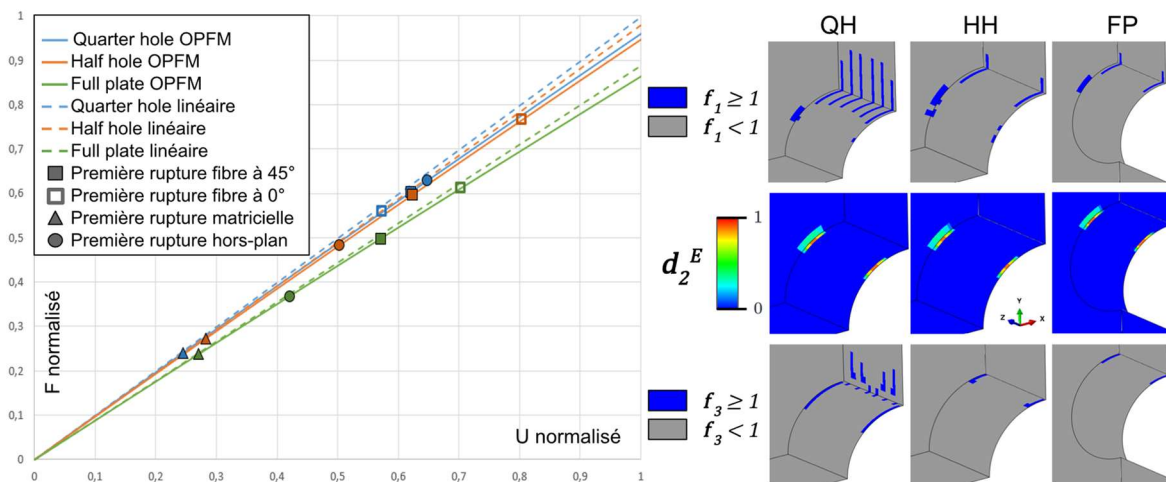 1
0,9
0,8
0,7
0,6
0,5
0,4
0,3
0,2
0,1
0
F normalisé
Quarter hole OPFM
Half hole OPFM
Full plate OPFM
Quarter hole linéaire
Half hole linéaire
Full plate linéaire
Première rupture fibre à 45°
Première rupture fibre à 0°
Première rupture matricielle
Première rupture hors-plan
U normalisé
0 0,1 0,2 0,3 0,4 0,5 0,6 0,7 0,8 0,9 1
QH HH FP
f₁ ≥ 1
f₁ < 1
1
d₂ᴱ
0
Y
Z X
f₃ ≥ 1
f₃ < 1